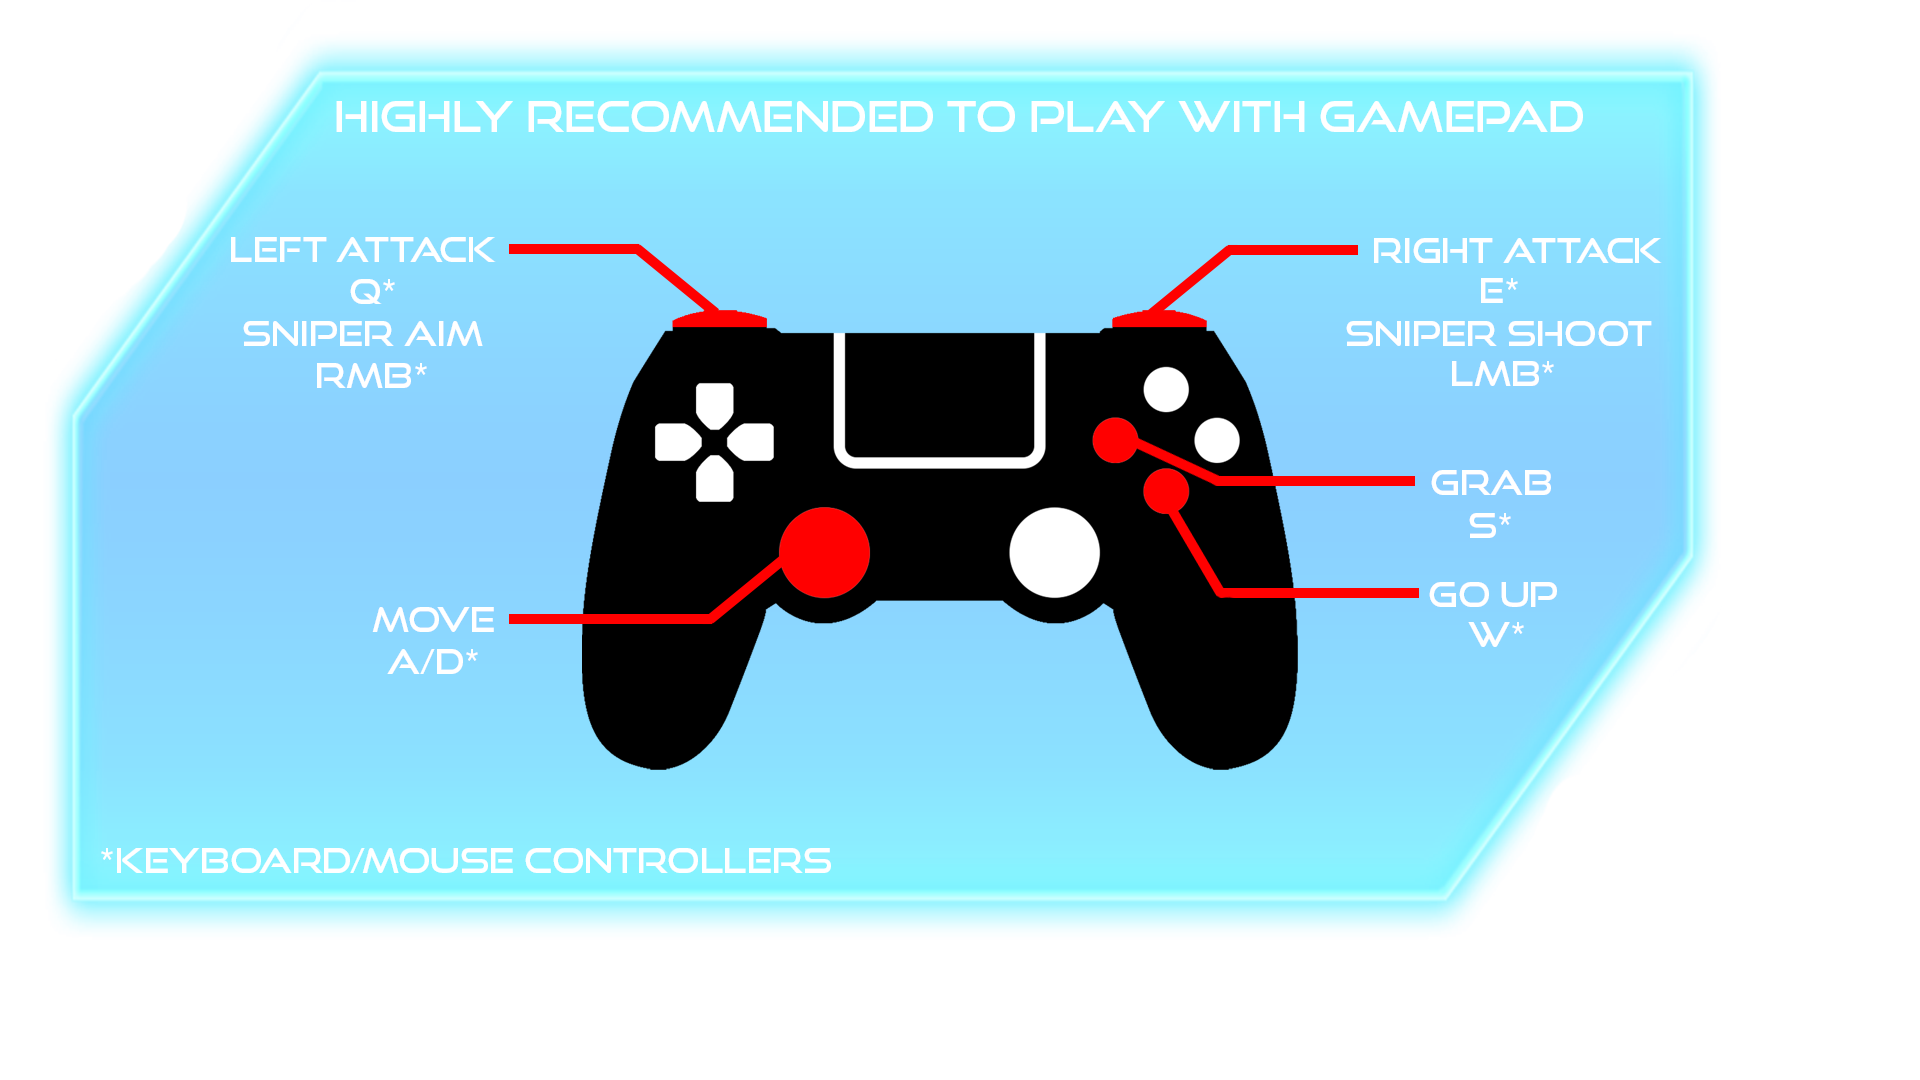 HIGHLY RECOMMENDED TO PLAY WITH GAMEPAD
LEFT ATTACK
Q*
SNIPER AIM
RMB*
RIGHT ATTACK
E*
SNIPER SHOOT
LMB*
GRAB
S*
GO UP
W*
MOVE
A/D*
*KEYBOARD/MOUSE CONTROLLERS